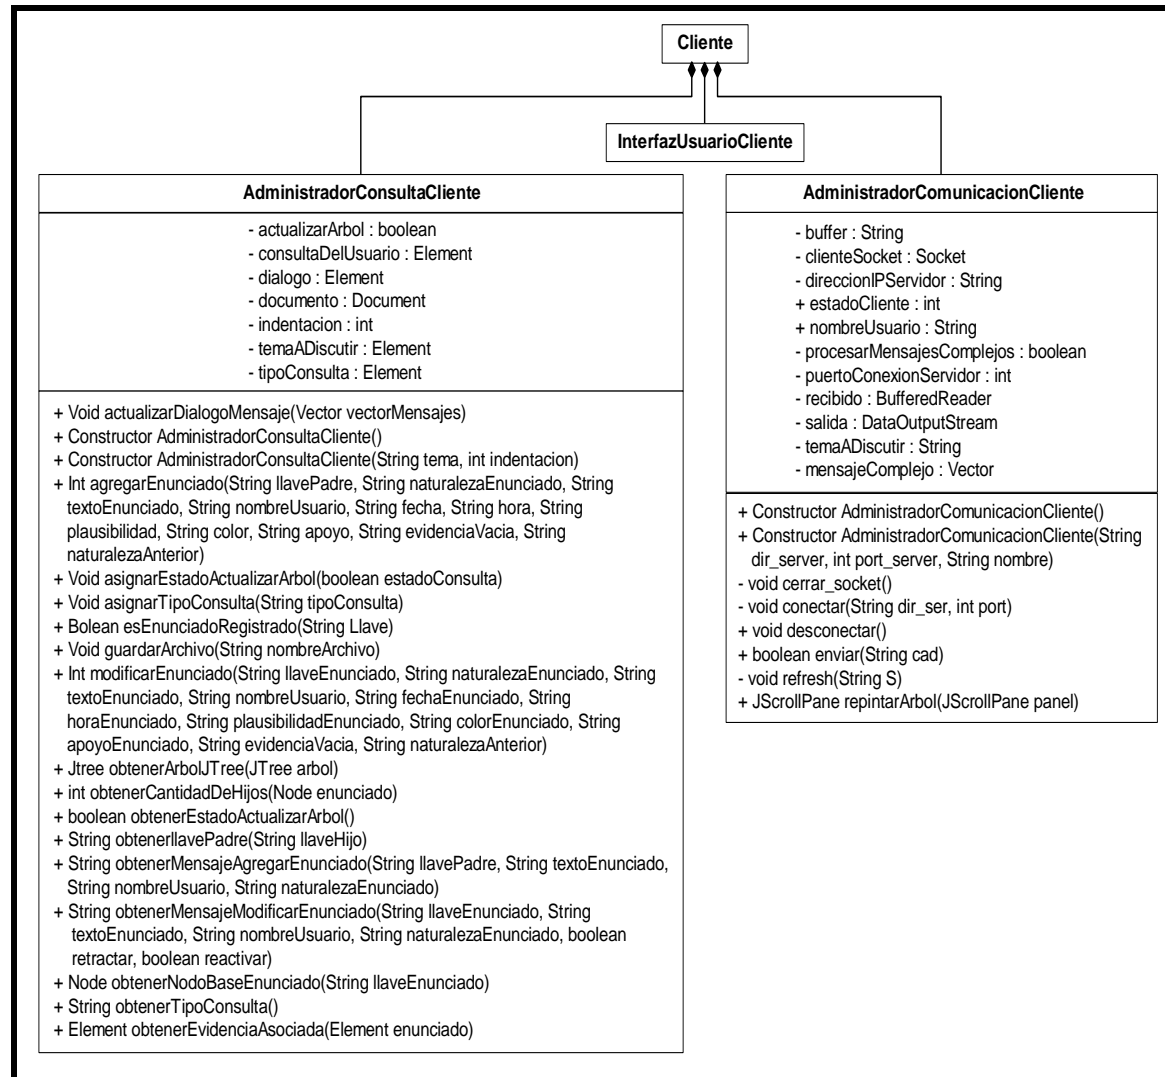 Cliente
InterfazUsuarioCliente
AdministradorConsultaCliente
- actualizarArbol : boolean
- consultaDelUsuario : Element
- dialogo : Element
- documento : Document
- indentacion : int
- temaADiscutir : Element
- tipoConsulta : Element
+ Void actualizarDialogoMensaje(Vector vectorMensajes)
+ Constructor AdministradorConsultaCliente()
+ Constructor AdministradorConsultaCliente(String tema, int indentacion)
+ Int agregarEnunciado(String llavePadre, String naturalezaEnunciado, String
textoEnunciado, String nombreUsuario, String fecha, String hora, String
plausibilidad, String color, String apoyo, String evidenciaVacia, String
naturalezaAnterior)
+ Void asignarEstadoActualizarArbol(boolean estadoConsulta)
+ Void asignarTipoConsulta(String tipoConsulta)
+ Bolean esEnunciadoRegistrado(String Llave)
+ Void guardarArchivo(String nombreArchivo)
+ Int modificarEnunciado(String llaveEnunciado, String naturalezaEnunciado, String
textoEnunciado, String nombreUsuario, String fechaEnunciado, String
horaEnunciado, String plausibilidadEnunciado, String colorEnunciado, String
apoyoEnunciado, String evidenciaVacia, String naturalezaAnterior)
+ Jtree obtenerArbolJTree(JTree arbol)
+ int obtenerCantidadDeHijos(Node enunciado)
+ boolean obtenerEstadoActualizarArbol()
+ String obtenerllavePadre(String llaveHijo)
+ String obtenerMensajeAgregarEnunciado(String llavePadre, String textoEnunciado,
String nombreUsuario, String naturalezaEnunciado)
+ String obtenerMensajeModificarEnunciado(String llaveEnunciado, String
textoEnunciado, String nombreUsuario, String naturalezaEnunciado, boolean
retractar, boolean reactivar)
+ Node obtenerNodoBaseEnunciado(String llaveEnunciado)
+ String obtenerTipoConsulta()
+ Element obtenerEvidenciaAsociada(Element enunciado)
AdministradorComunicacionCliente
- buffer : String
- clienteSocket : Socket
- direccionIPServidor : String
+ estadoCliente : int
+ nombreUsuario : String
- procesarMensajesComplejos : boolean
- puertoConexionServidor : int
- recibido : BufferedReader
- salida : DataOutputStream
- temaADiscutir : String
- mensajeComplejo : Vector
+ Constructor AdministradorComunicacionCliente()
+ Constructor AdministradorComunicacionCliente(String
dir_server, int port_server, String nombre)
- void cerrar_socket()
- void conectar(String dir_ser, int port)
+ void desconectar()
+ boolean enviar(String cad)
- void refresh(String S)
+ JScrollPane repintarArbol(JScrollPane panel)